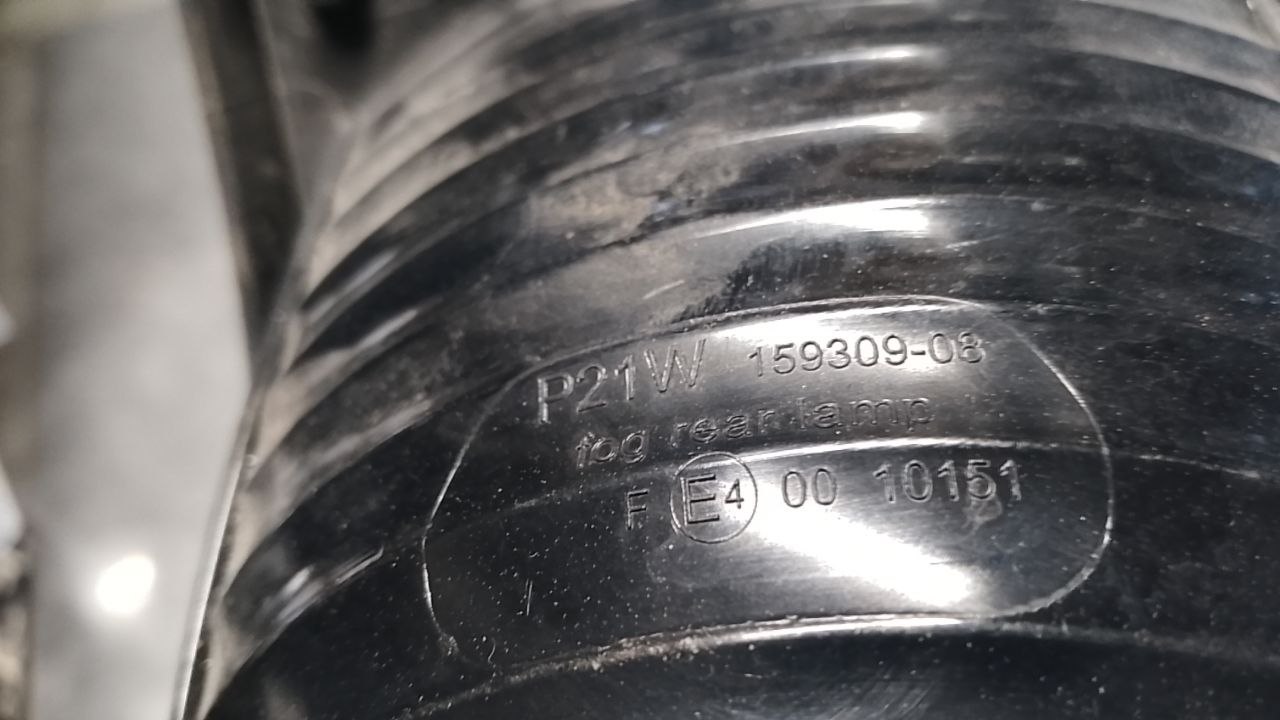 P21W 159309-08
fog rear lamp
F E4 00 10151